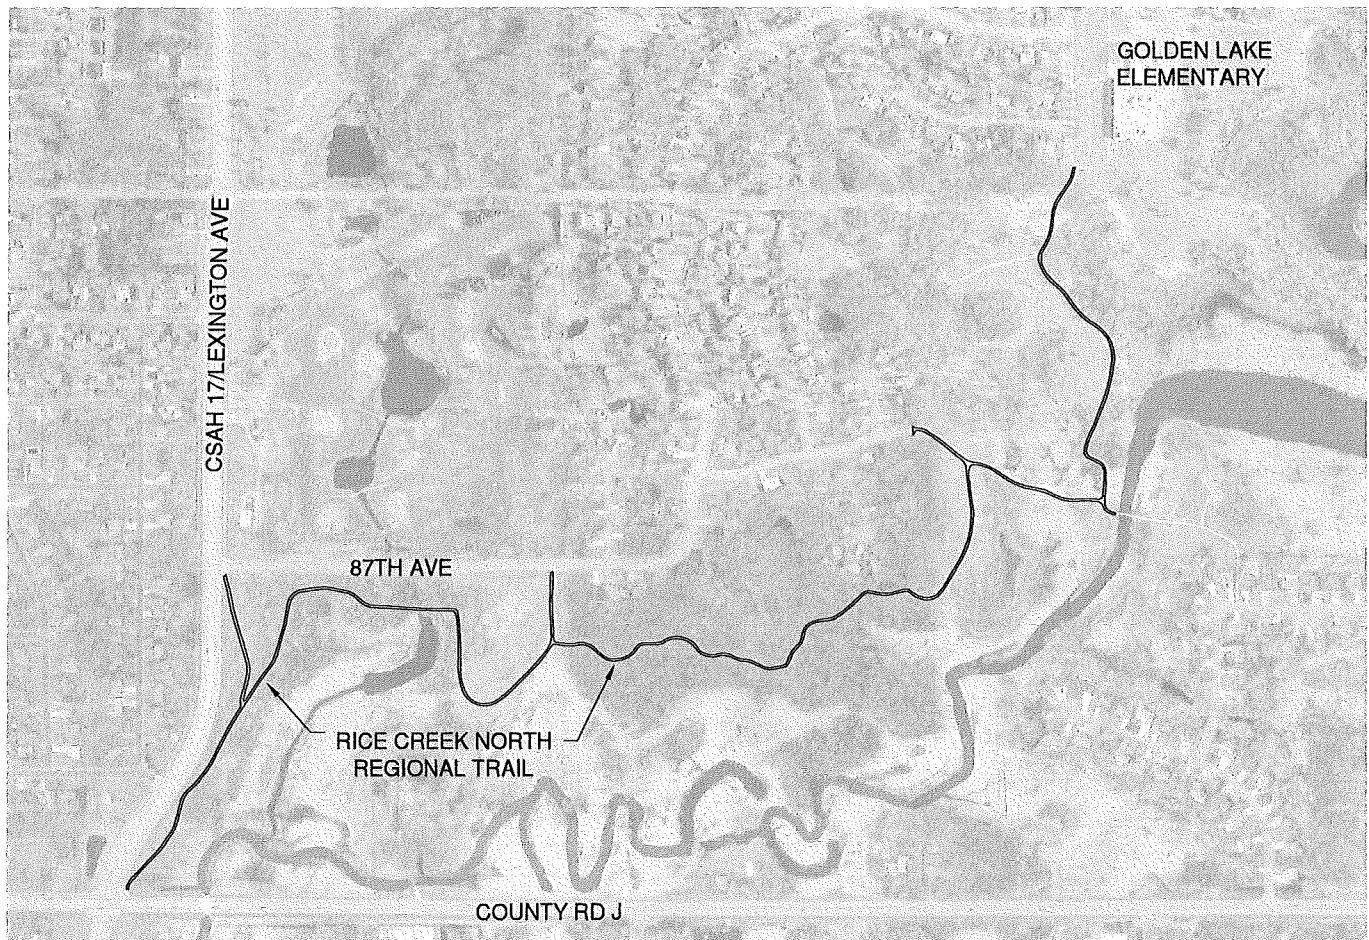 GOLDEN LAKE
ELEMENTARY
CSAH 17/LEXINGTON AVE
87TH AVE
RICE CREEK NORTH
REGIONAL TRAIL
COUNTY RD J